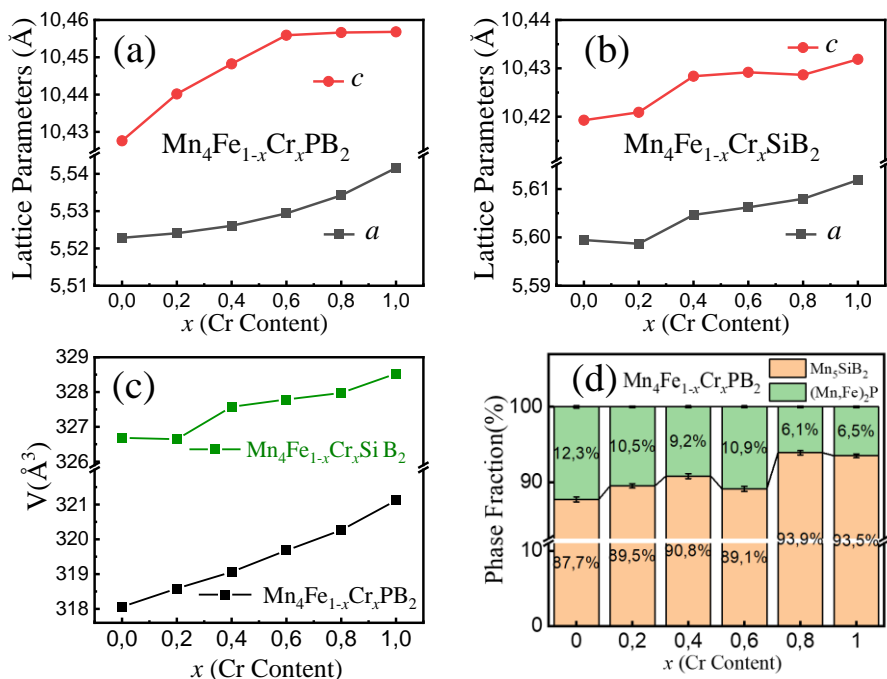 (a)
Lattice Parameters (Å)
10,46
10,45
10,44
10,43
5,54
5,53
5,52
5,51
c
Mn₄Fe₁₋ₓCrₓPB₂
a
0,0 0,2 0,4 0,6 0,8 1,0
x (Cr Content)
(b)
Lattice Parameters (Å)
10,44
10,43
10,42
5,61
5,60
5,59
c
Mn₄Fe₁₋ₓCrₓSiB₂
a
0,0 0,2 0,4 0,6 0,8 1,0
x (Cr Content)
(c)
V(Å³)
329
328
327
326
321
320
319
318
Mn₄Fe₁₋ₓCrₓSi B₂
Mn₄Fe₁₋ₓCrₓPB₂
0,0 0,2 0,4 0,6 0,8 1,0
x (Cr Content)
(d)
Mn₄Fe₁₋ₓCrₓPB₂
Mn₅SiB₂
(Mn,Fe)₂P
Phase Fraction(%)
100
90
10
0
12,3% 10,5% 9,2% 10,9% 6,1% 6,5%
87,7% 89,5% 90,8% 89,1% 93,9% 93,5%
0 0,2 0,4 0,6 0,8 1
x (Cr Content)